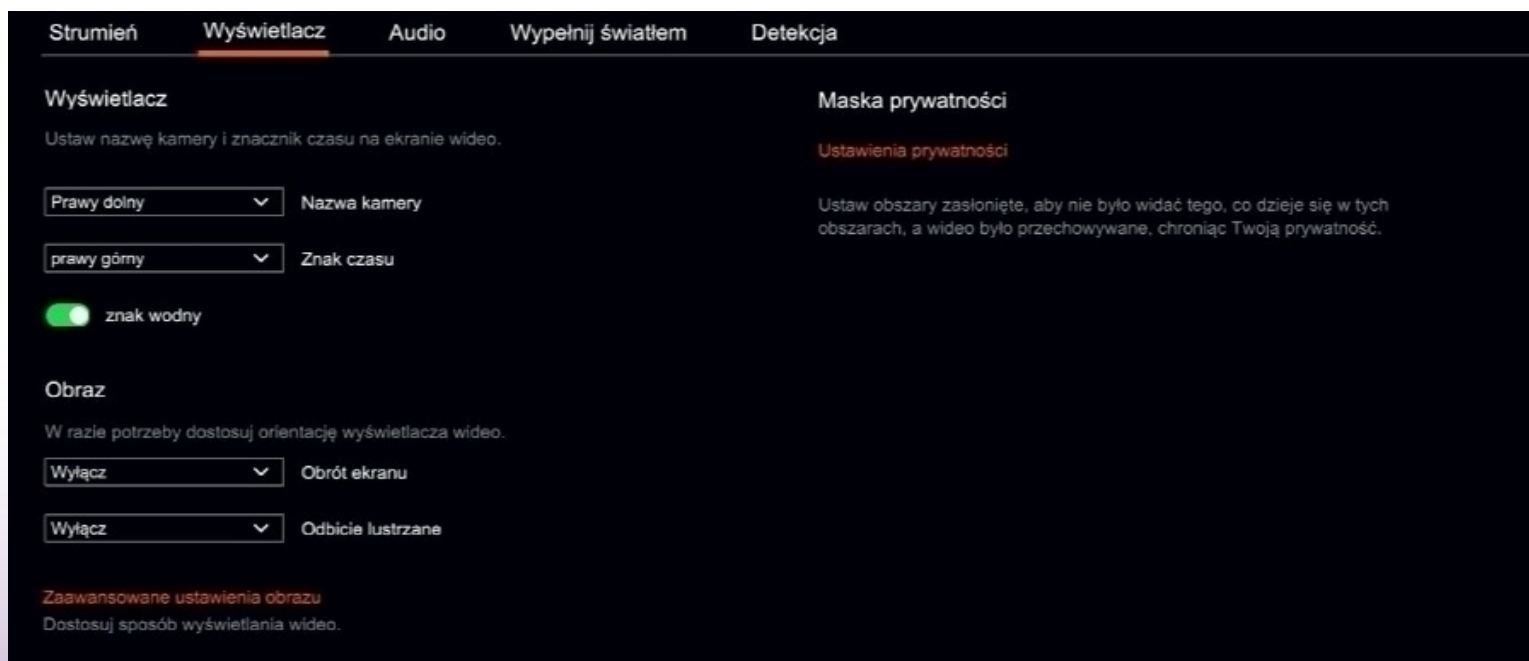 Strumień Wyświetlacz Audio Wypełnij światłem Detekcja
Wyświetlacz
Ustaw nazwę kamery i znacznik czasu na ekranie wideo.
Prawy dolny Nazwa kamery
prawy górny Znak czasu
znak wodny
Obraz
W razie potrzeby dostosuj orientację wyświetlacza wideo.
Wyłącz Obrót ekranu
Wyłącz Odbicie lustrzane
Zaawansowane ustawienia obrazu
Dostosuj sposób wyświetlania wideo.
Maska prywatności
Ustawienia prywatności
Ustaw obszary zasłonięte, aby nie było widać tego, co dzieje się w tych
obszarach, a wideo było przechowywane, chroniąc Twoją prywatność.